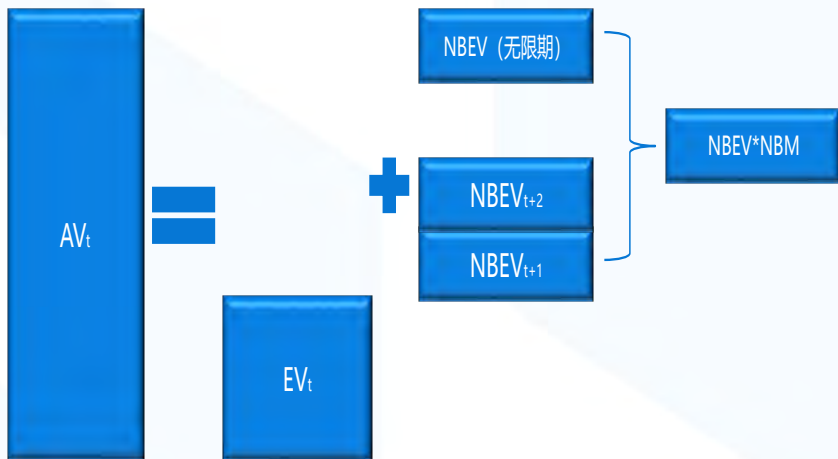 AVt
=
EVt
+
NBEV (无限期)
NBEVt+2
NBEVt+1
NBEV*NBM